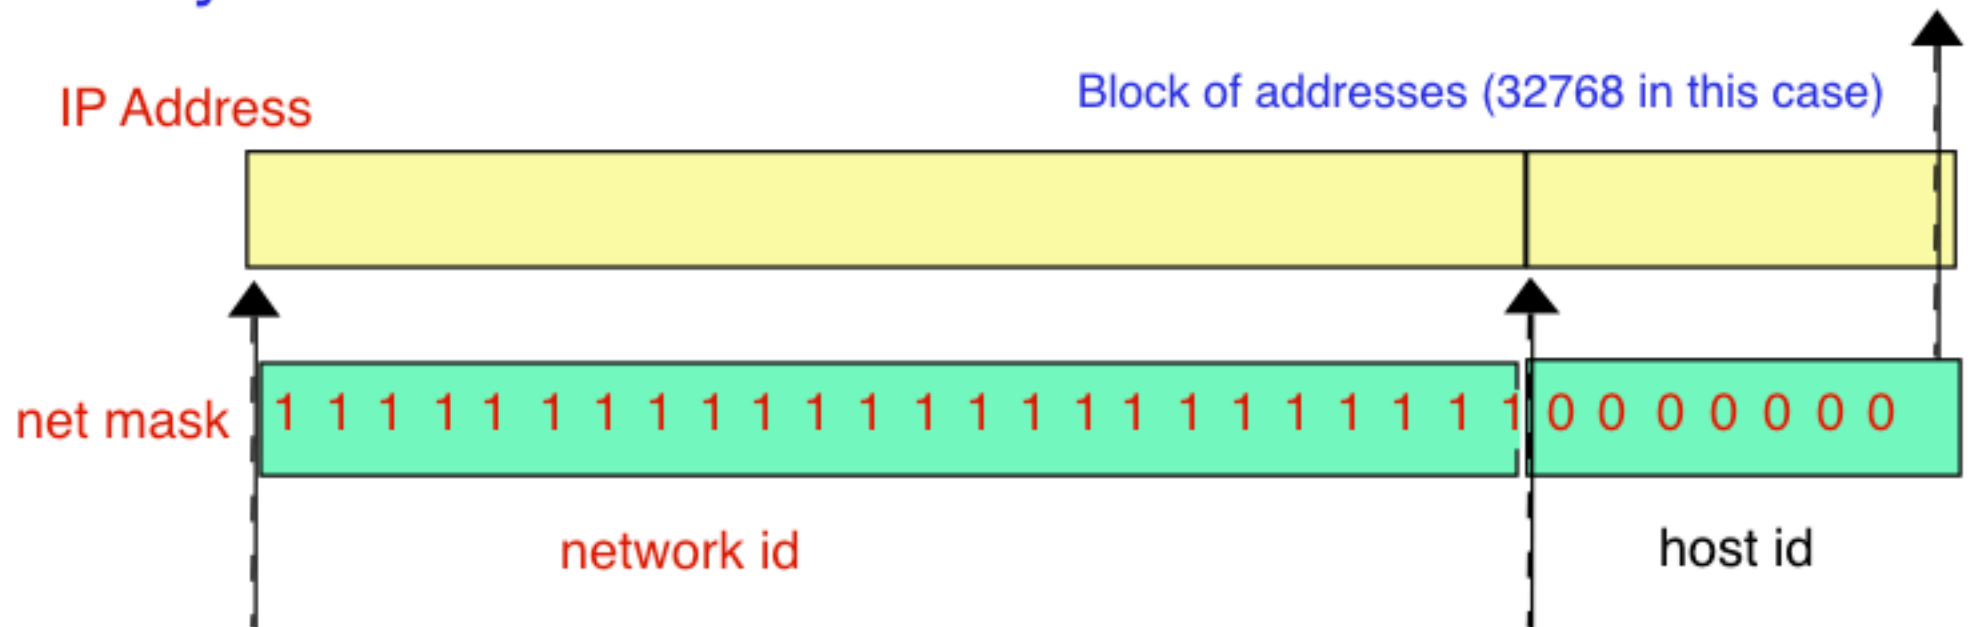 IP Address
Block of addresses (32768 in this case)
net mask 1 1 1 1 1 1 1 1 1 1 1 1 1 1 1 1 1 1 1 1 1 1 1 1 0 0 0 0 0 0 0
network id
host id